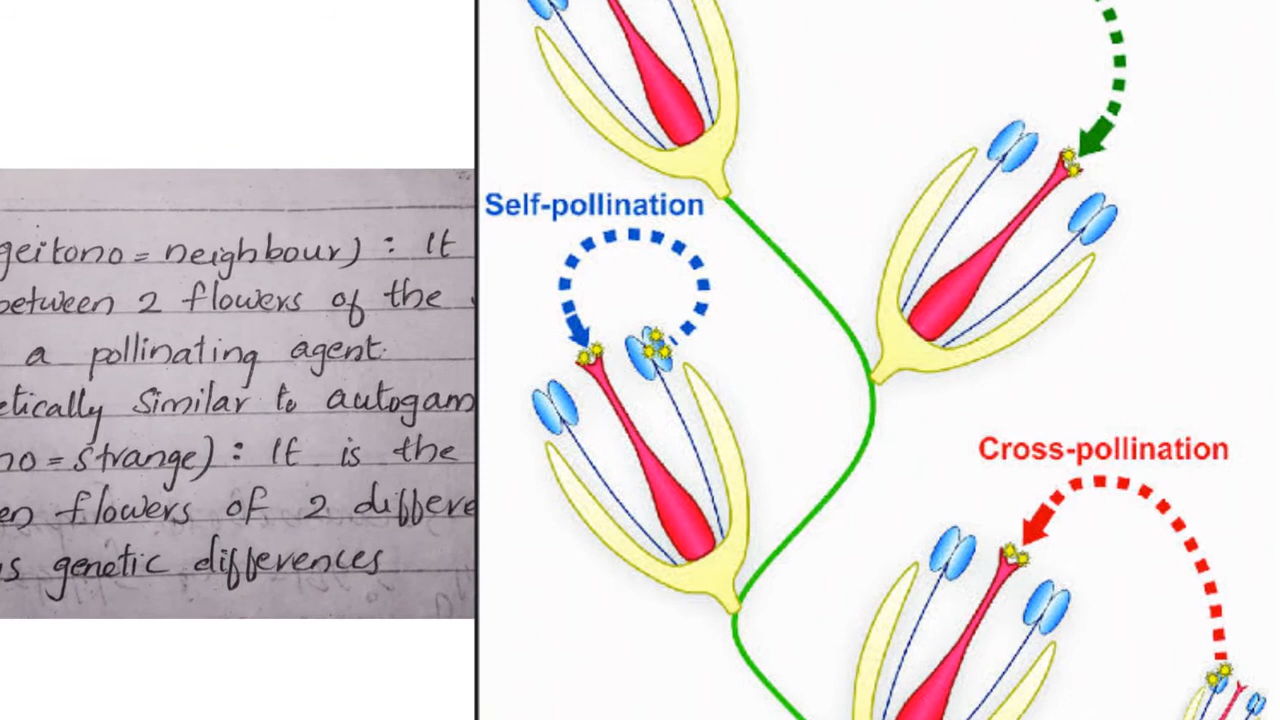 geitono = neighbour) : It
between 2 flowers of the
a pollinating agent.
etically similar to autogam
no = strange) : It is the
en flowers of 2 differe
s genetic differences
Self-pollination
Cross-pollination